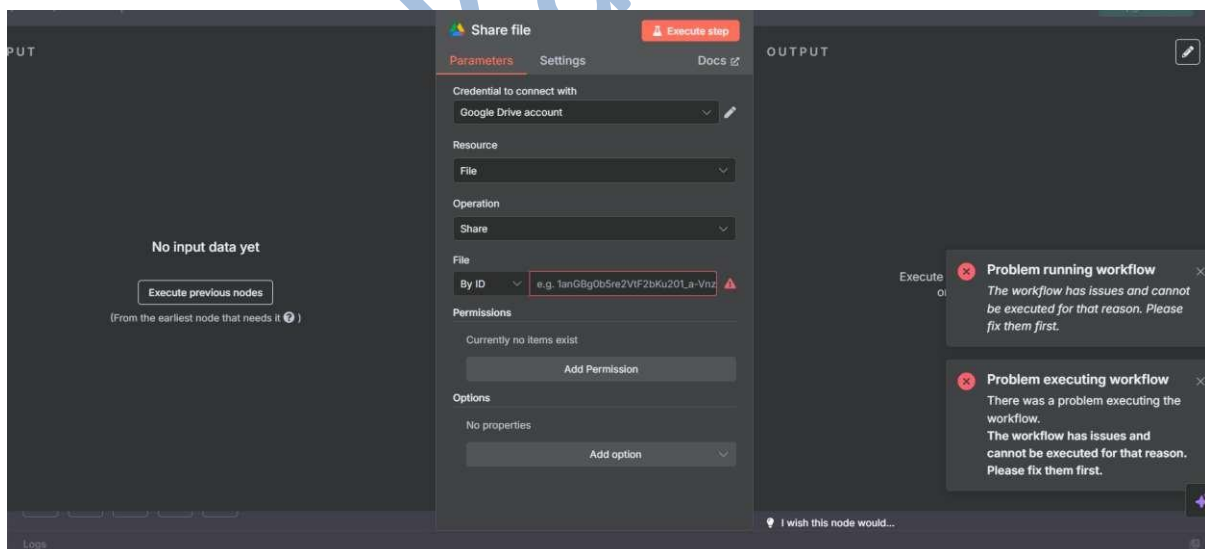 Share file
Execute step
PUT
Parameters Settings Docs
OUTPUT
Credential to connect with
Google Drive account
Resource
File
Operation
Share
File
By ID e.g. 1anGBg0b5re2VtF2bKu201_a-Vnz
Permissions
Currently no items exist
Add Permission
Options
No properties
Add option
No input data yet
Execute previous nodes
(From the earliest node that needs it ?)
Execute
Problem running workflow
The workflow has issues and cannot
be executed for that reason. Please
fix them first.
Problem executing workflow
There was a problem executing the
workflow.
The workflow has issues and
cannot be executed for that reason.
Please fix them first.
I wish this node would...
Logs